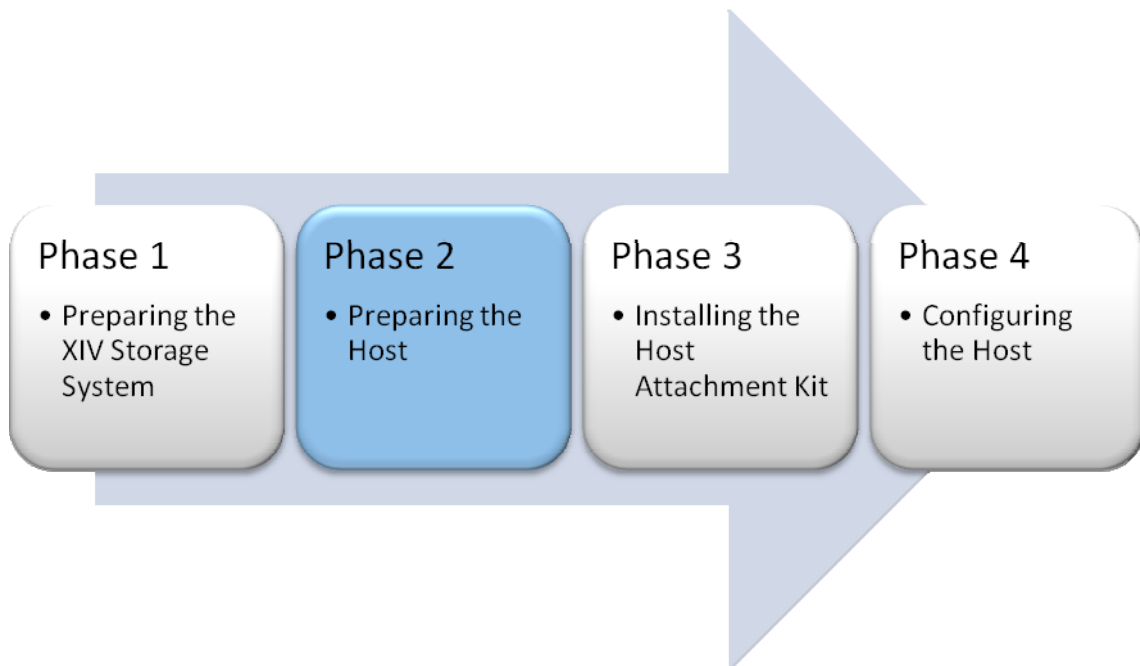 Phase 1
• Preparing the
XIV Storage
System
Phase 2
• Preparing the
Host
Phase 3
• Installing the
Host
Attachment Kit
Phase 4
• Configuring
the Host